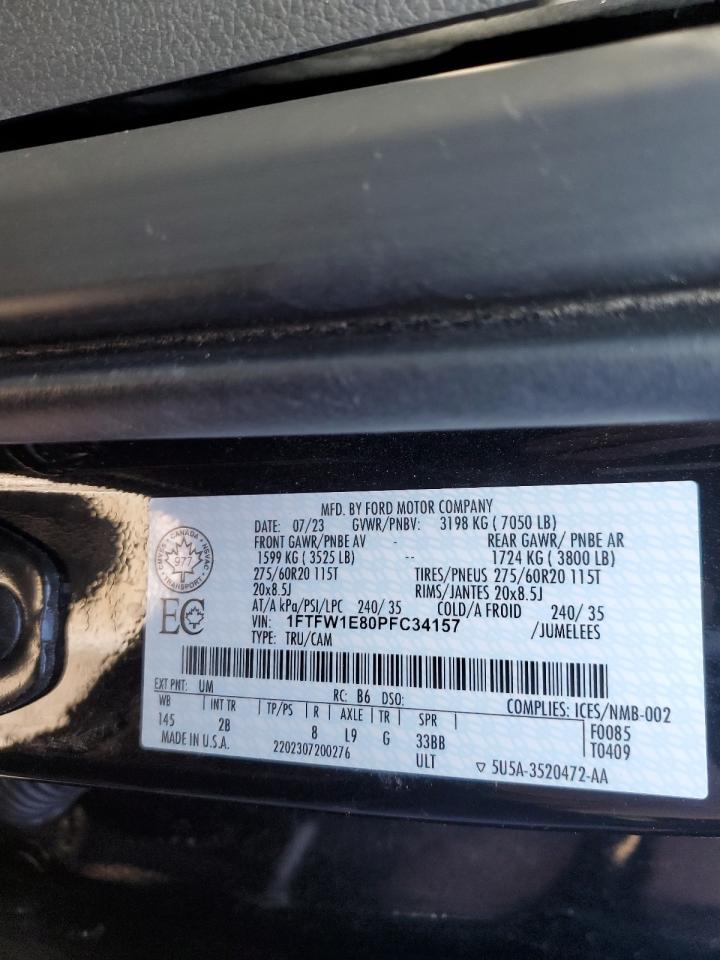 MFD. BY FORD MOTOR COMPANY
DATE: 07/23 GVWR/PNBV: 3198 KG ( 7050 LB)
FRONT GAWR/PNBE AV - REAR GAWR/ PNBE AR
1599 KG ( 3525 LB) -- 1724 KG ( 3800 LB)
275/60R20 115T TIRES/PNEUS 275/60R20 115T
20x8.5J RIMS/JANTES 20x8.5J
AT/A kPa/PSI/LPC 240/ 35 COLD/A FROID 240/ 35
VIN: 1FTFW1E80PFC34157 /JUMELEES
TYPE: TRU/CAM
CANADA
977
TRANSPORT
EC
EXT PNT: UM RC: B6 DSO: COMPLIES: ICES/NMB-002
WB INT TR TP/PS R AXLE TR SPR F0085
145 2B 8 L9 G 33BB T0409
MADE IN U.S.A. 2202307200276 ULT ▽ 5U5A-3520472-AA